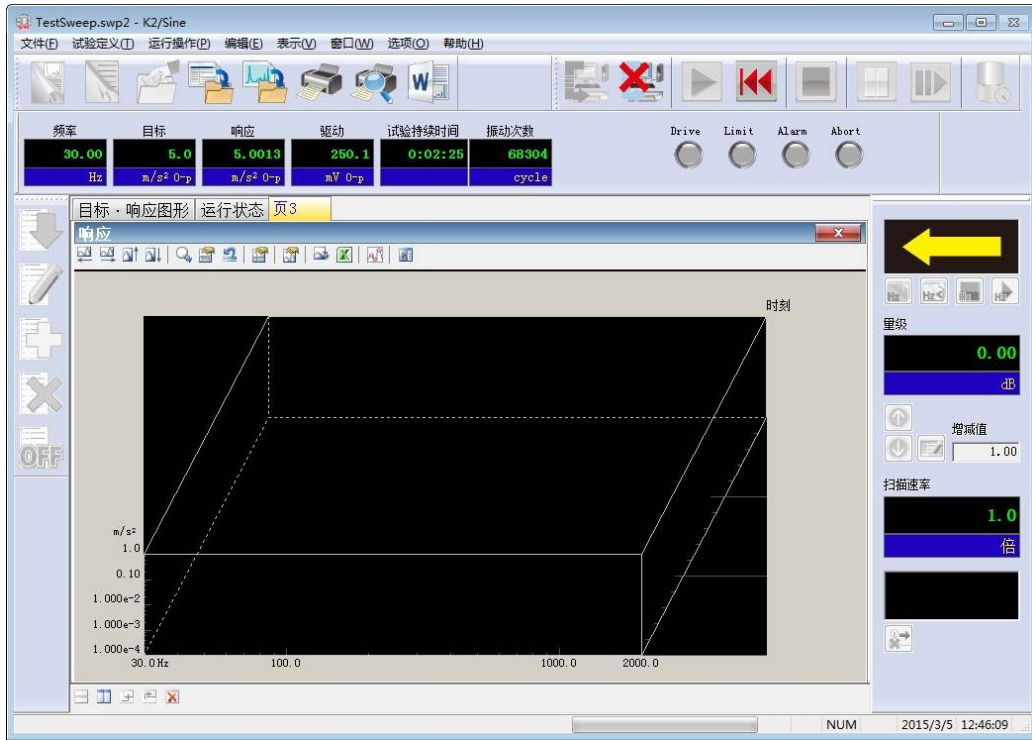 TestSweep.swp2 - K2/Sine
文件(F) 试验定义(T) 运行操作(P) 编辑(E) 表示(V) 窗口(W) 选项(O) 帮助(H)
频率 目标 响应 驱动 试验持续时间 振动次数 Drive Limit Alarm Abort
30.00 5.0 5.0013 250.1 0:02:25 68304
Hz m/s² 0-p m/s² 0-p mV 0-p cycle
目标・响应图形 运行状态 页3
响应
时刻
m/s²
1.0
0.10
1.000e-2
1.000e-3
1.000e-4
30.0 Hz 100.0 1000.0 2000.0
量级
0.00
dB
增减值
1.00
扫描速率
1.0
倍
OFF
NUM 2015/3/5 12:46:09